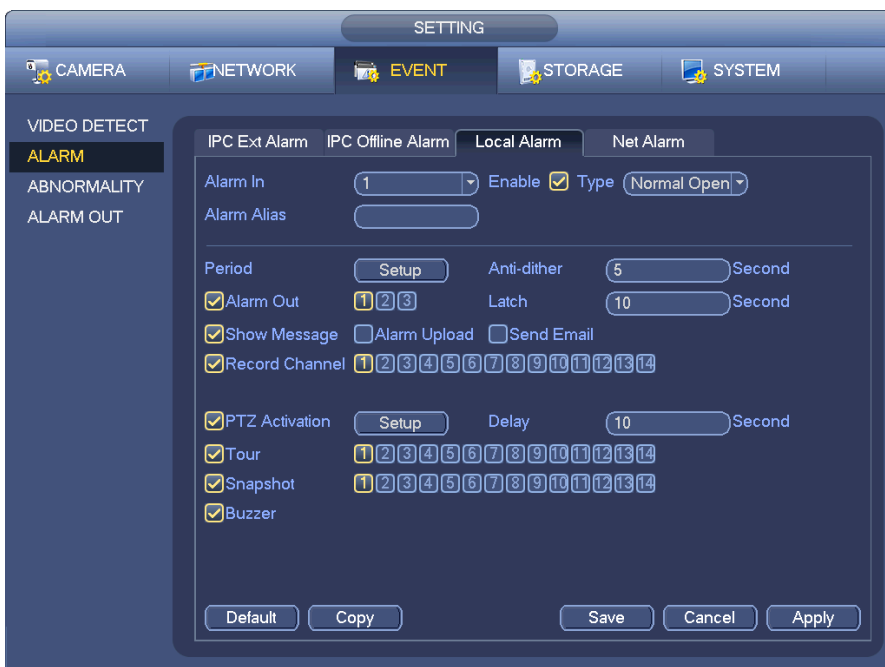 SETTING
CAMERA NETWORK EVENT STORAGE SYSTEM
VIDEO DETECT
ALARM
ABNORMALITY
ALARM OUT
IPC Ext Alarm IPC Offline Alarm Local Alarm Net Alarm
Alarm In 1 Enable Type Normal Open
Alarm Alias
Period Setup Anti-dither 5 Second
Alarm Out 1 2 3 Latch 10 Second
Show Message Alarm Upload Send Email
Record Channel 1 2 3 4 5 6 7 8 9 10 11 12 13 14
PTZ Activation Setup Delay 10 Second
Tour 1 2 3 4 5 6 7 8 9 10 11 12 13 14
Snapshot 1 2 3 4 5 6 7 8 9 10 11 12 13 14
Buzzer
Default Copy Save Cancel Apply